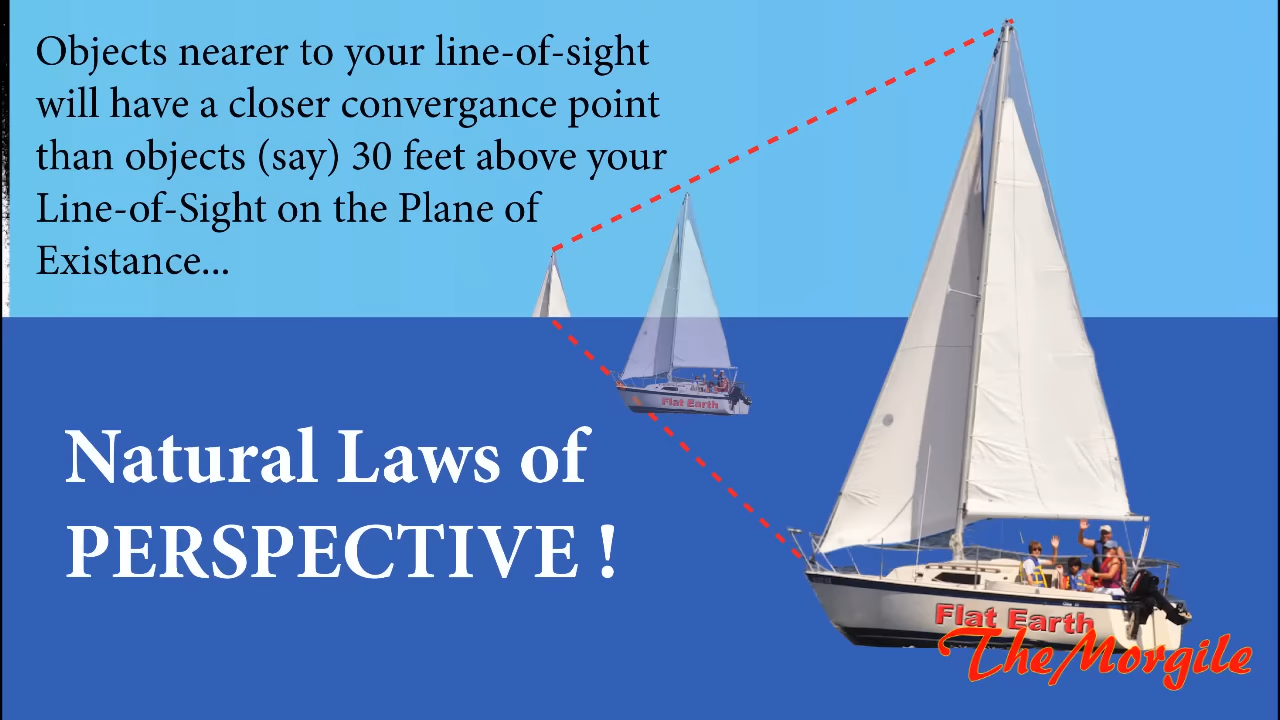 Objects nearer to your line-of-sight
will have a closer convergance point
than objects (say) 30 feet above your
Line-of-Sight on the Plane of
Existance...
Flat Earth
Natural Laws of
PERSPECTIVE !
Flat Earth
TheMorgile